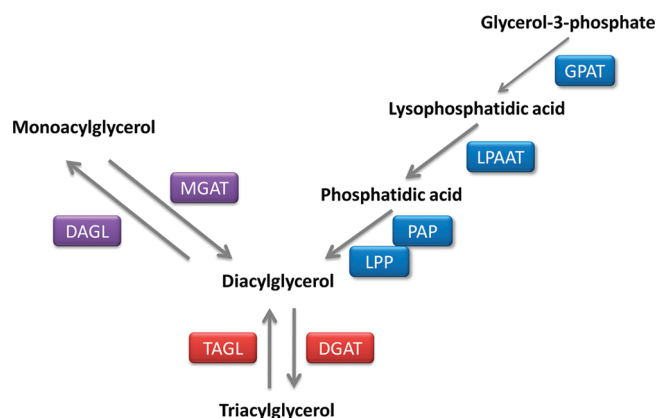 Glycerol-3-phosphate
GPAT
Lysophosphatidic acid
Monoacylglycerol
LPAAT
MGAT
Phosphatidic acid
DAGL
PAP
LPP
Diacylglycerol
TAGL
DGAT
Triacylglycerol